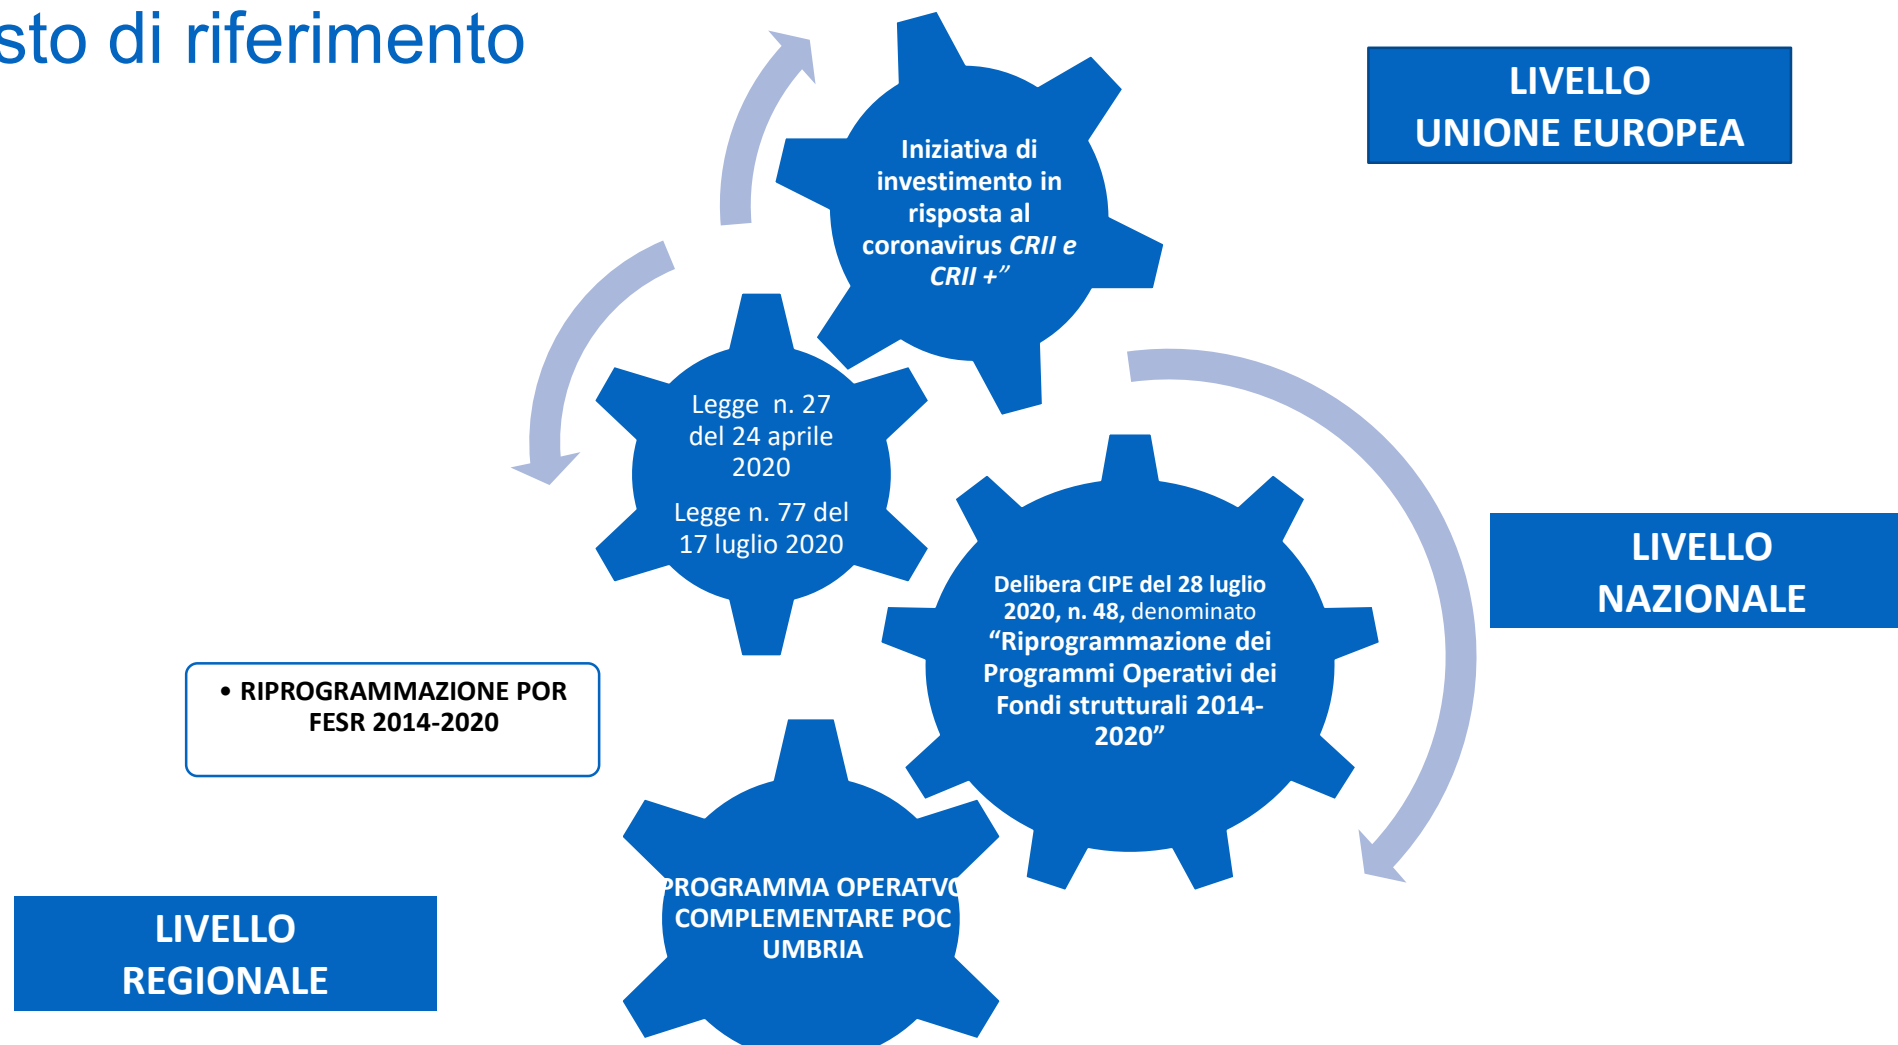 sto di riferimento
LIVELLO
UNIONE EUROPEA
Iniziativa di
investimento in
risposta al
coronavirus CRII e
CRII +”
Legge n. 27
del 24 aprile
2020
Legge n. 77 del
17 luglio 2020
LIVELLO
NAZIONALE
Delibera CIPE del 28 luglio
2020, n. 48, denominato
“Riprogrammazione dei
Programmi Operativi dei
Fondi strutturali 2014-
2020”
• RIPROGRAMMAZIONE POR
FESR 2014-2020
PROGRAMMA OPERATVO
COMPLEMENTARE POC
UMBRIA
LIVELLO
REGIONALE